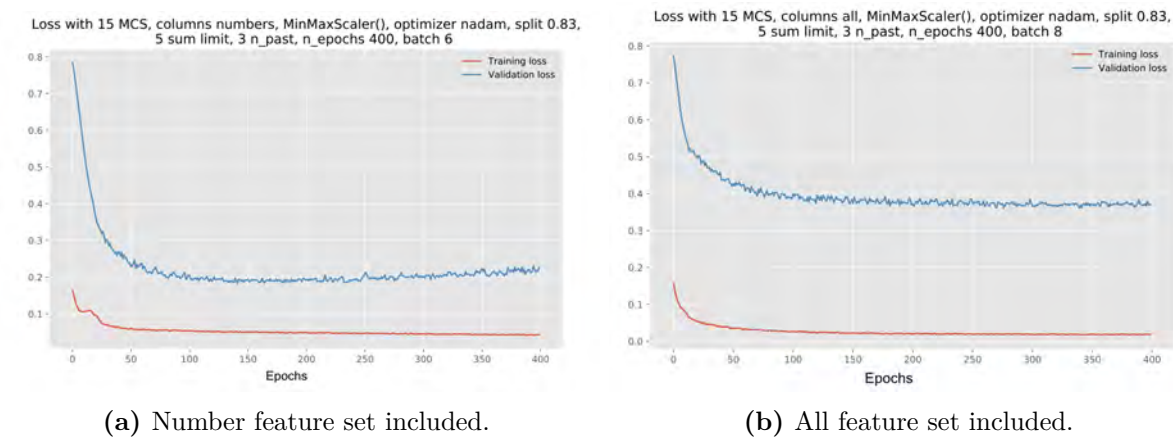 Loss with 15 MCS, columns numbers, MinMaxScaler(), optimizer nadam, split 0.83,
5 sum limit, 3 n_past, n_epochs 400, batch 6
Training loss
Validation loss
0.8
0.7
0.6
0.5
0.4
0.3
0.2
0.1
0 50 100 150 200 250 300 350 400
Epochs
(a) Number feature set included.
Loss with 15 MCS, columns all, MinMaxScaler(), optimizer nadam, split 0.83,
5 sum limit, 3 n_past, n_epochs 400, batch 8
Training loss
Validation loss
0.8
0.7
0.6
0.5
0.4
0.3
0.2
0.1
0.0
0 50 100 150 200 250 300 350 400
Epochs
(b) All feature set included.